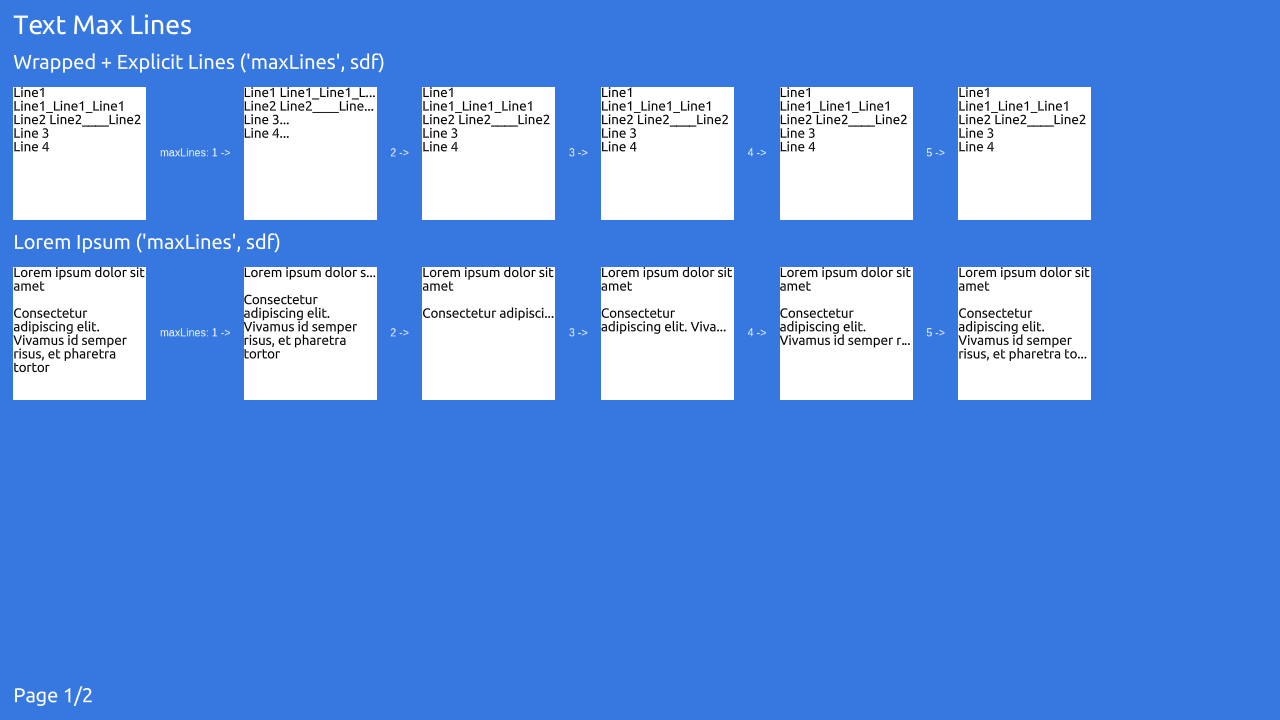 Text Max Lines
Wrapped + Explicit Lines ('maxLines', sdf)
Line1
Line1_Line1_Line1
Line2 Line2____Line2
Line 3
Line 4
maxLines: 1 ->
Line1 Line1_Line1_L...
Line2 Line2____Line...
Line 3...
Line 4...
2 ->
Line1
Line1_Line1_Line1
Line2 Line2____Line2
Line 3
Line 4
3 ->
Line1
Line1_Line1_Line1
Line2 Line2____Line2
Line 3
Line 4
4 ->
Line1
Line1_Line1_Line1
Line2 Line2____Line2
Line 3
Line 4
5 ->
Line1
Line1_Line1_Line1
Line2 Line2____Line2
Line 3
Line 4
Lorem Ipsum ('maxLines', sdf)
Lorem ipsum dolor sit
amet
Consectetur
adipiscing elit.
Vivamus id semper
risus, et pharetra
tortor
maxLines: 1 ->
Lorem ipsum dolor s...
Consectetur
adipiscing elit.
Vivamus id semper
risus, et pharetra
tortor
2 ->
Lorem ipsum dolor sit
amet
Consectetur adipisci...
3 ->
Lorem ipsum dolor sit
amet
Consectetur
adipiscing elit. Viva...
4 ->
Lorem ipsum dolor sit
amet
Consectetur
adipiscing elit.
Vivamus id semper r...
5 ->
Lorem ipsum dolor sit
amet
Consectetur
adipiscing elit.
Vivamus id semper
risus, et pharetra to...
Page 1/2